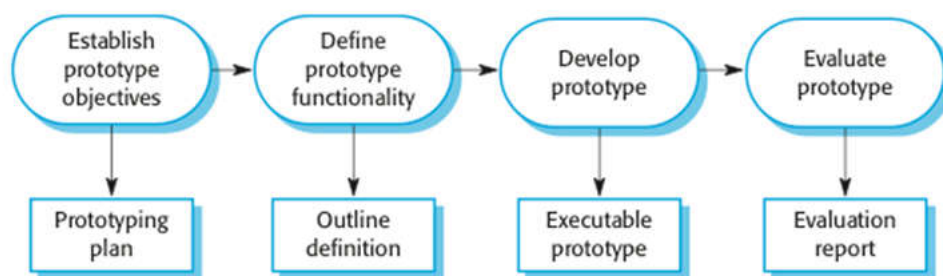 Establish
prototype
objectives
Define
prototype
functionality
Develop
prototype
Evaluate
prototype
Prototyping
plan
Outline
definition
Executable
prototype
Evaluation
report